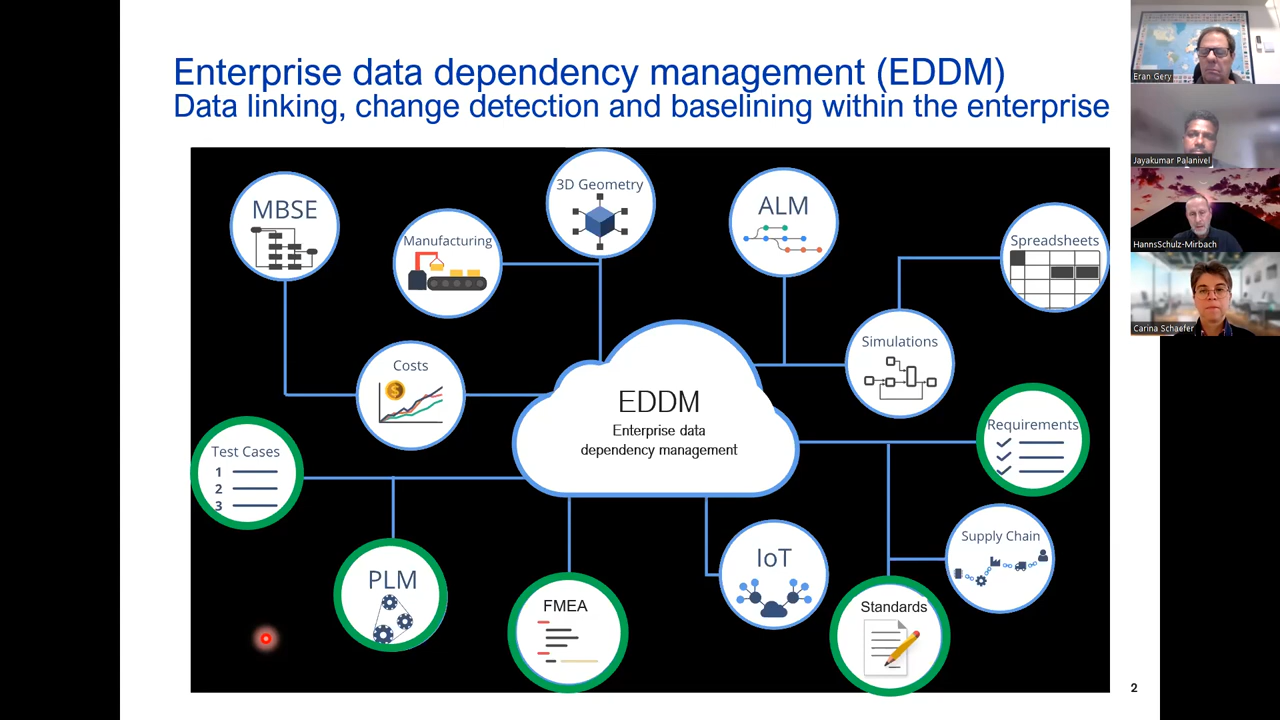 Enterprise data dependency management (EDDM)
Data linking, change detection and baselining within the enterprise
MBSE
Manufacturing
3D Geometry
ALM
Spreadsheets
Costs
Simulations
EDDM
Enterprise data
dependency management
Test Cases
1
2
3
Requirements
PLM
FMEA
IoT
Standards
Supply Chain
2
Eran Gery
Jayakumar Palanivel
HannsSchulz-Mirbach
Carina Schaefer